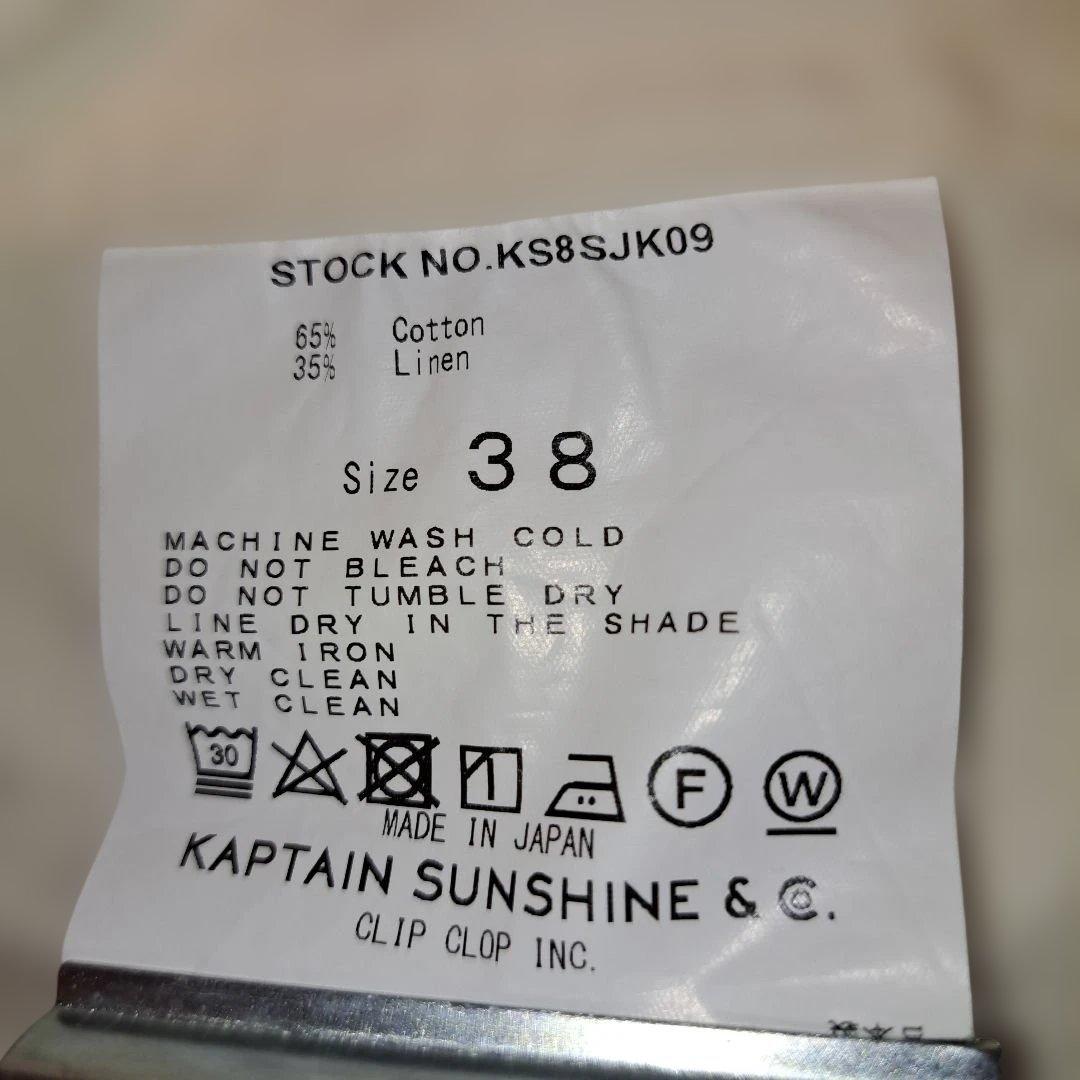 STOCK NO.KS8SJK09
65% Cotton
35% Linen
Size 38
MACHINE WASH COLD
DO NOT BLEACH
DO NOT TUMBLE DRY
LINE DRY IN THE SHADE
WARM IRON
DRY CLEAN
WET CLEAN
30 F W
MADE IN JAPAN
KAPTAIN SUNSHINE & Co.
CLIP CLOP INC.